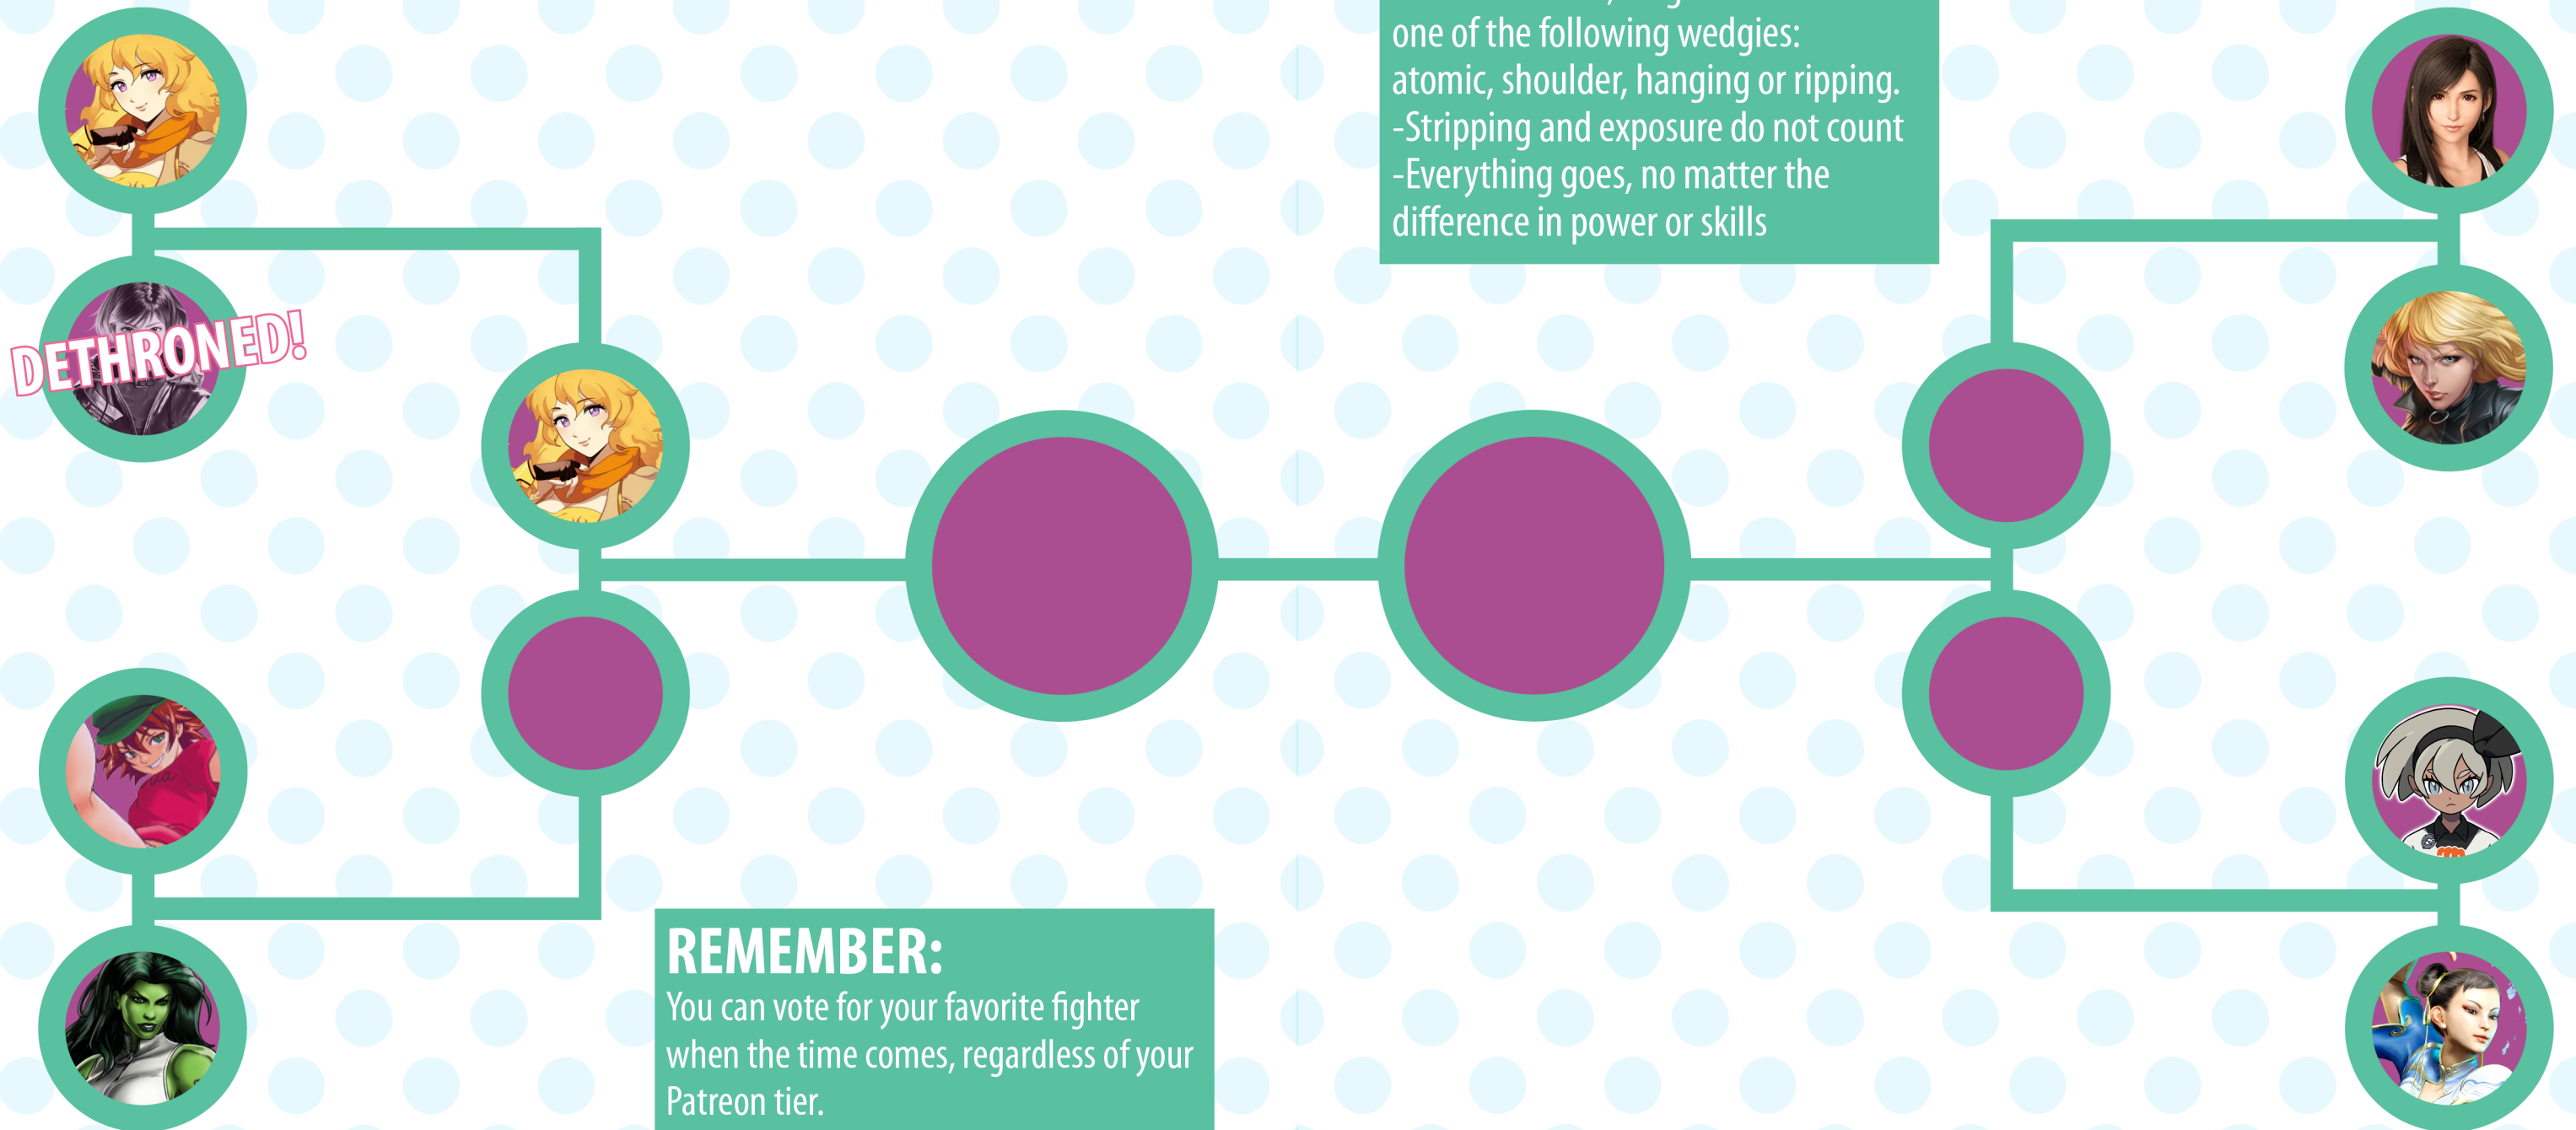 one of the following wedgies:
atomic, shoulder, hanging or ripping.
-Stripping and exposure do not count
-Everything goes, no matter the
difference in power or skills
DETHRONED!
REMEMBER:
You can vote for your favorite fighter
when the time comes, regardless of your
Patreon tier.